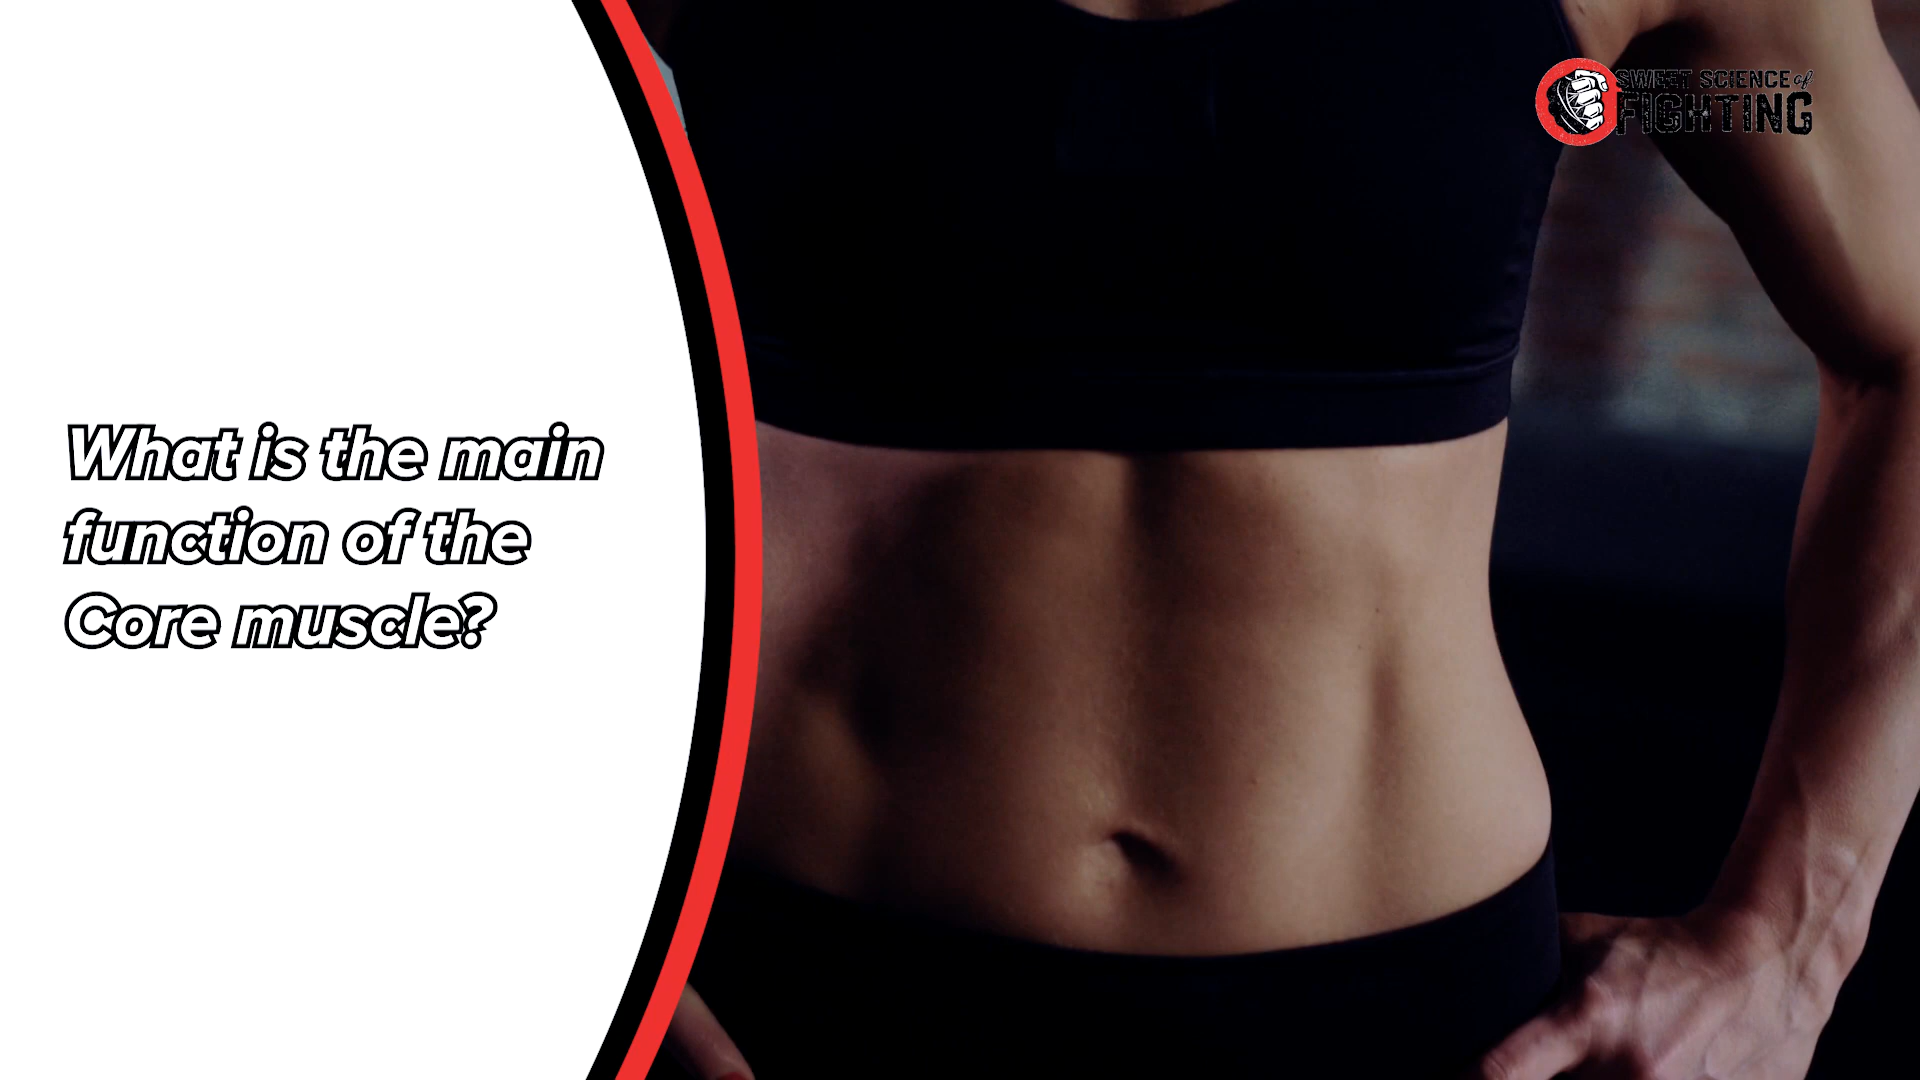 What is the main
function of the
Core muscle?
SWEET SCIENCE of
FIGHTING